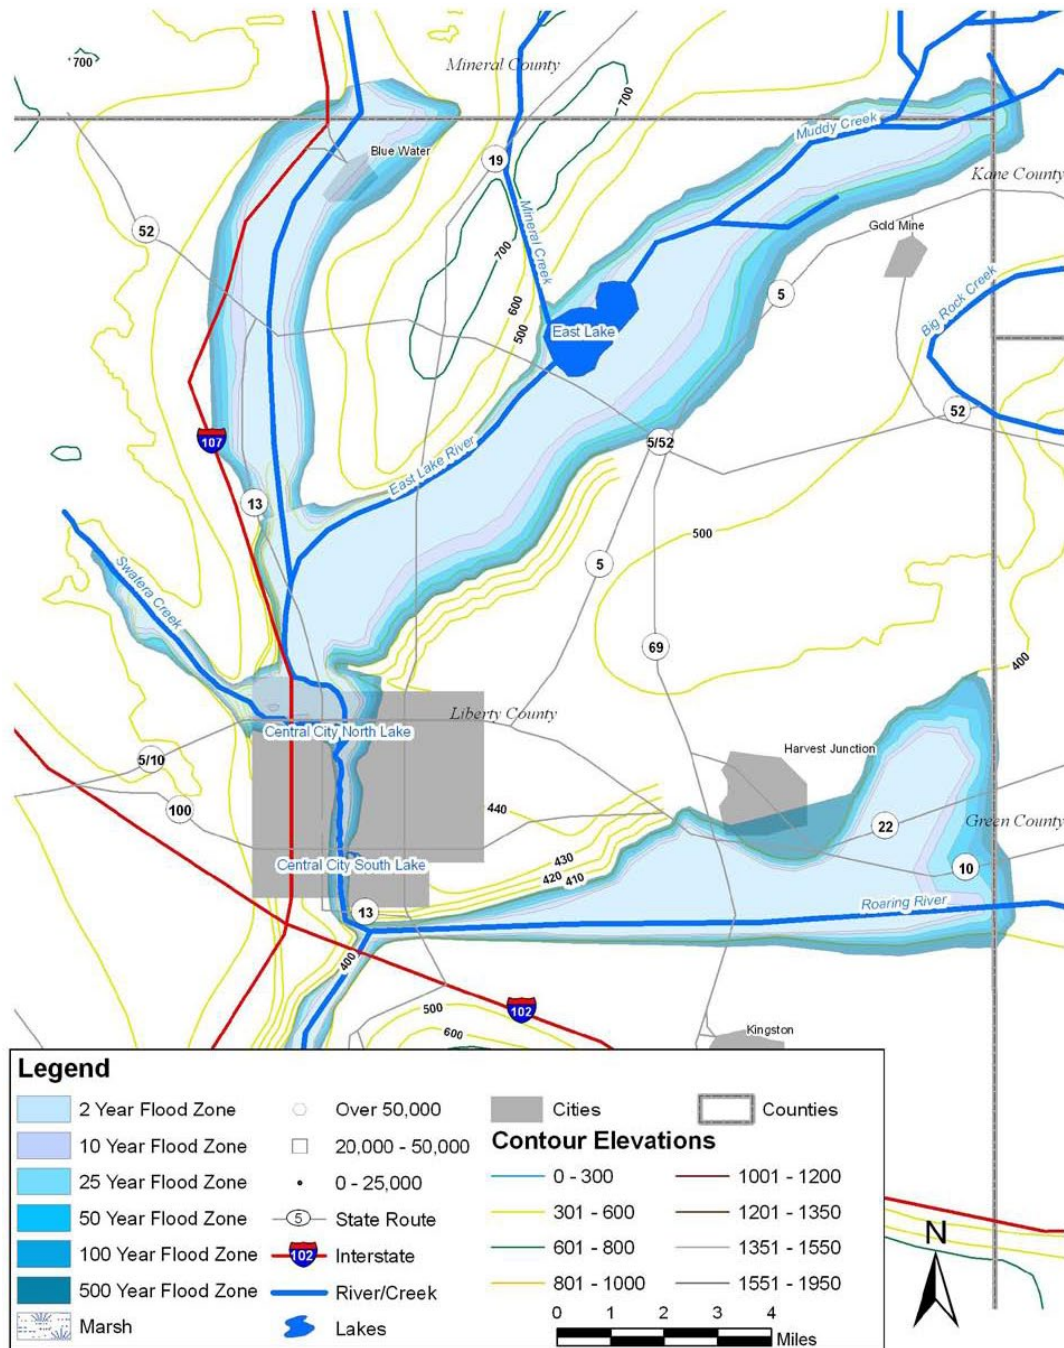 700
Mineral County
700
Muddy Creek
Blue Water
19
Kane County
Mineral Creek
52
Gold Mine
700
5
Big Rock Creek
600
500
East Lake
52
107
5/52
East Lake River
13
500
Swatera Creek
5
69
400
Liberty County
Central City North Lake
Harvest Junction
5/10
100
440
22
Green County
430
Central City South Lake
420
410
10
13
Roaring River
400
500
102
600
Kingston
Legend
2 Year Flood Zone
10 Year Flood Zone
25 Year Flood Zone
50 Year Flood Zone
100 Year Flood Zone
500 Year Flood Zone
Marsh
Over 50,000
20,000 - 50,000
0 - 25,000
5 State Route
102 Interstate
River/Creek
Lakes
Cities
Counties
Contour Elevations
0 - 300
301 - 600
601 - 800
801 - 1000
1001 - 1200
1201 - 1350
1351 - 1550
1551 - 1950
0 1 2 3 4
Miles
N